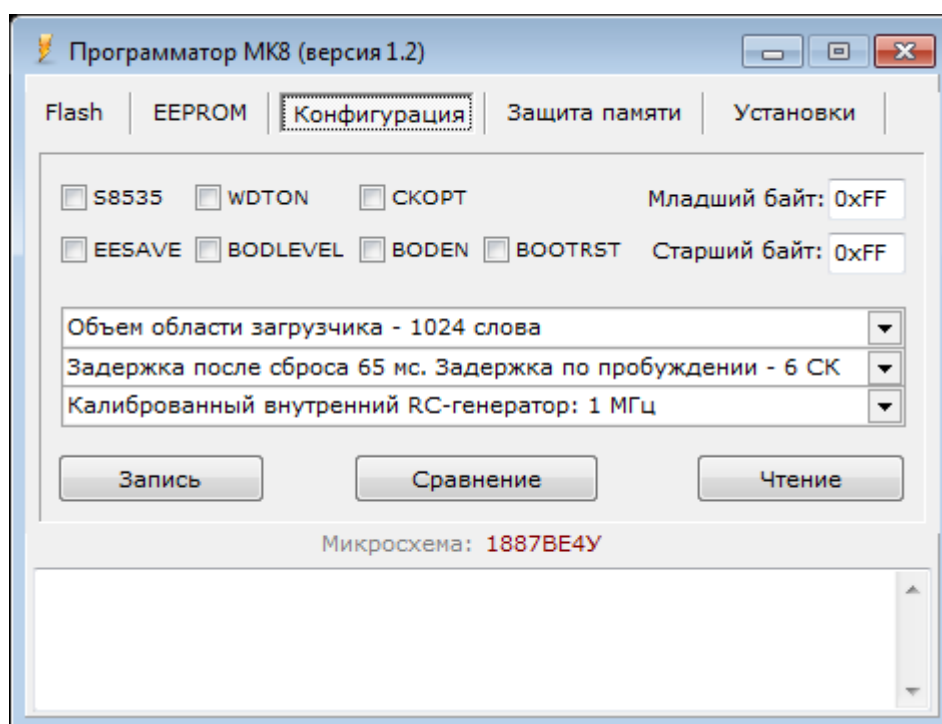 Программатор МК8 (версия 1.2)
Flash EEPROM Конфигурация Защита памяти Установки
S8535 WDTON CKOPT Младший байт: 0xFF
EESAVE BODLEVEL BODEN BOOTRST Старший байт: 0xFF
Объем области загрузчика - 1024 слова
Задержка после сброса 65 мс. Задержка по пробуждении - 6 СК
Калиброванный внутренний RC-генератор: 1 МГц
Запись Сравнение Чтение
Микросхема: 1887ВЕ4У